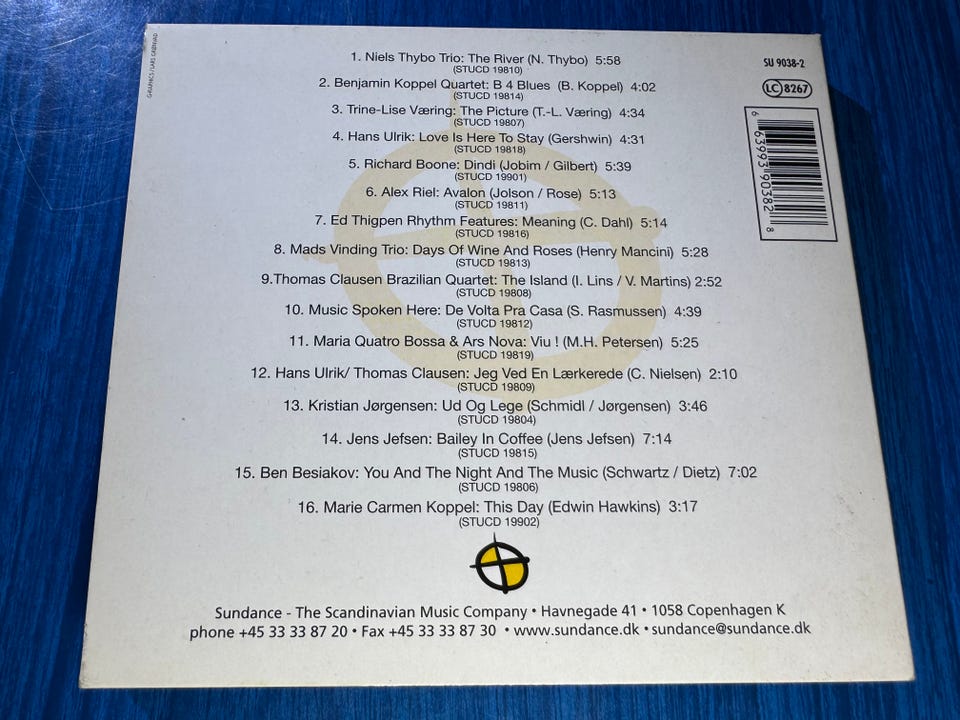 GRAPHICS / LARS GRØNVAD
SU 9038-2
LC 8267
6 63993 90382 8
1. Niels Thybo Trio: The River (N. Thybo) 5:58
(STUCD 19810)
2. Benjamin Koppel Quartet: B 4 Blues (B. Koppel) 4:02
(STUCD 19814)
3. Trine-Lise Væring: The Picture (T.-L. Væring) 4:34
(STUCD 19807)
4. Hans Ulrik: Love Is Here To Stay (Gershwin) 4:31
(STUCD 19818)
5. Richard Boone: Dindi (Jobim / Gilbert) 5:39
(STUCD 19901)
6. Alex Riel: Avalon (Jolson / Rose) 5:13
(STUCD 19811)
7. Ed Thigpen Rhythm Features: Meaning (C. Dahl) 5:14
(STUCD 19816)
8. Mads Vinding Trio: Days Of Wine And Roses (Henry Mancini) 5:28
(STUCD 19813)
9.Thomas Clausen Brazilian Quartet: The Island (I. Lins / V. Martins) 2:52
(STUCD 19808)
10. Music Spoken Here: De Volta Pra Casa (S. Rasmussen) 4:39
(STUCD 19812)
11. Maria Quatro Bossa & Ars Nova: Viu ! (M.H. Petersen) 5:25
(STUCD 19819)
12. Hans Ulrik/ Thomas Clausen: Jeg Ved En Lærkerede (C. Nielsen) 2:10
(STUCD 19809)
13. Kristian Jørgensen: Ud Og Lege (Schmidl / Jørgensen) 3:46
(STUCD 19804)
14. Jens Jefsen: Bailey In Coffee (Jens Jefsen) 7:14
(STUCD 19815)
15. Ben Besiakov: You And The Night And The Music (Schwartz / Dietz) 7:02
(STUCD 19806)
16. Marie Carmen Koppel: This Day (Edwin Hawkins) 3:17
(STUCD 19902)
Sundance - The Scandinavian Music Company • Havnegade 41 • 1058 Copenhagen K
phone +45 33 33 87 20 • Fax +45 33 33 87 30 • www.sundance.dk • sundance@sundance.dk